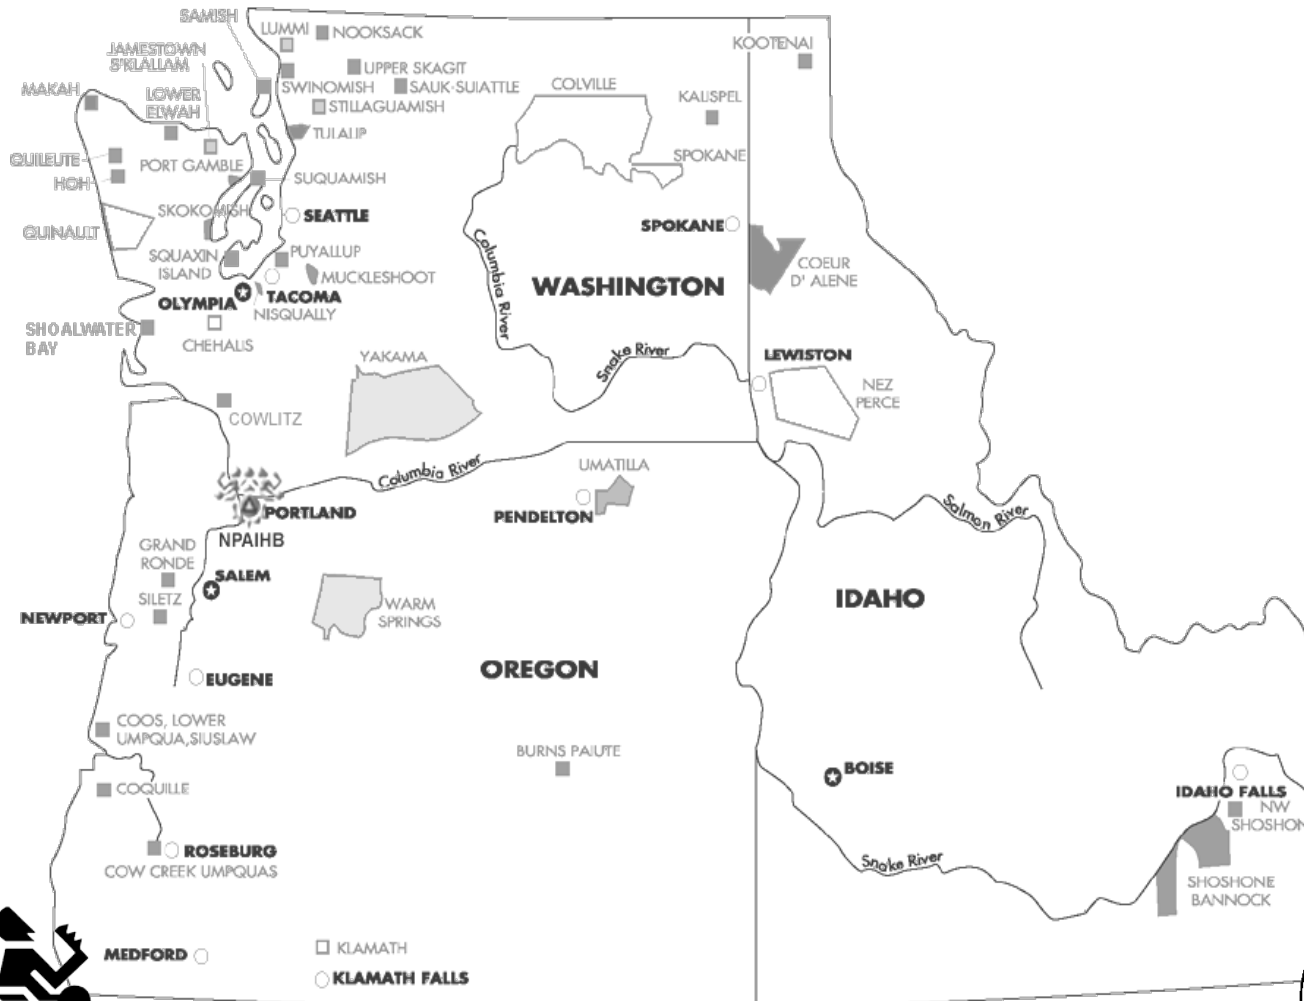 SAMISH
LUMMI
NOOKSACK
KOOTENAI
JAMESTOWN
S'KLALLAM
UPPER SKAGIT
SWINOMISH
SAUK-SUIATTLE
COLVILLE
MAKAH
LOWER
ELWAH
STILLAGUAMISH
KALISPEL
TULALIP
QUILEUTE
PORT GAMBLE
SPOKANE
HOH
SUQUAMISH
SKOKOMISH
SEATTLE
SPOKANE
QUINAULT
SQUAXIN
ISLAND
PUYALLUP
MUCKLESHOOT
Columbia River
WASHINGTON
COEUR
D' ALENE
OLYMPIA
TACOMA
NISQUALLY
SHOALWATER
BAY
CHEHALIS
YAKAMA
Snake River
LEWISTON
NEZ
PERCE
COWLITZ
Columbia River
UMATILLA
PORTLAND
PENDELTON
Salmon River
NPAIHB
GRAND
RONDE
SALEM
SILETZ
WARM
SPRINGS
IDAHO
NEWPORT
OREGON
EUGENE
COOS, LOWER
UMPQUA,SIUSLAW
BURNS PAIUTE
BOISE
COQUILLE
IDAHO FALLS
NW
SHOSHON
ROSEBURG
COW CREEK UMPQUAS
Snake River
SHOSHONE
BANNOCK
MEDFORD
KLAMATH
KLAMATH FALLS